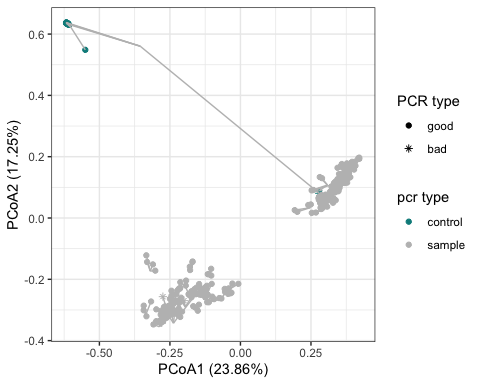 0.6
0.4
0.2
0.0
-0.2
-0.4
PCoA2 (17.25%)
-0.50
-0.25
0.00
0.25
PCoA1 (23.86%)
PCR type
good
bad
pcr type
control
sample